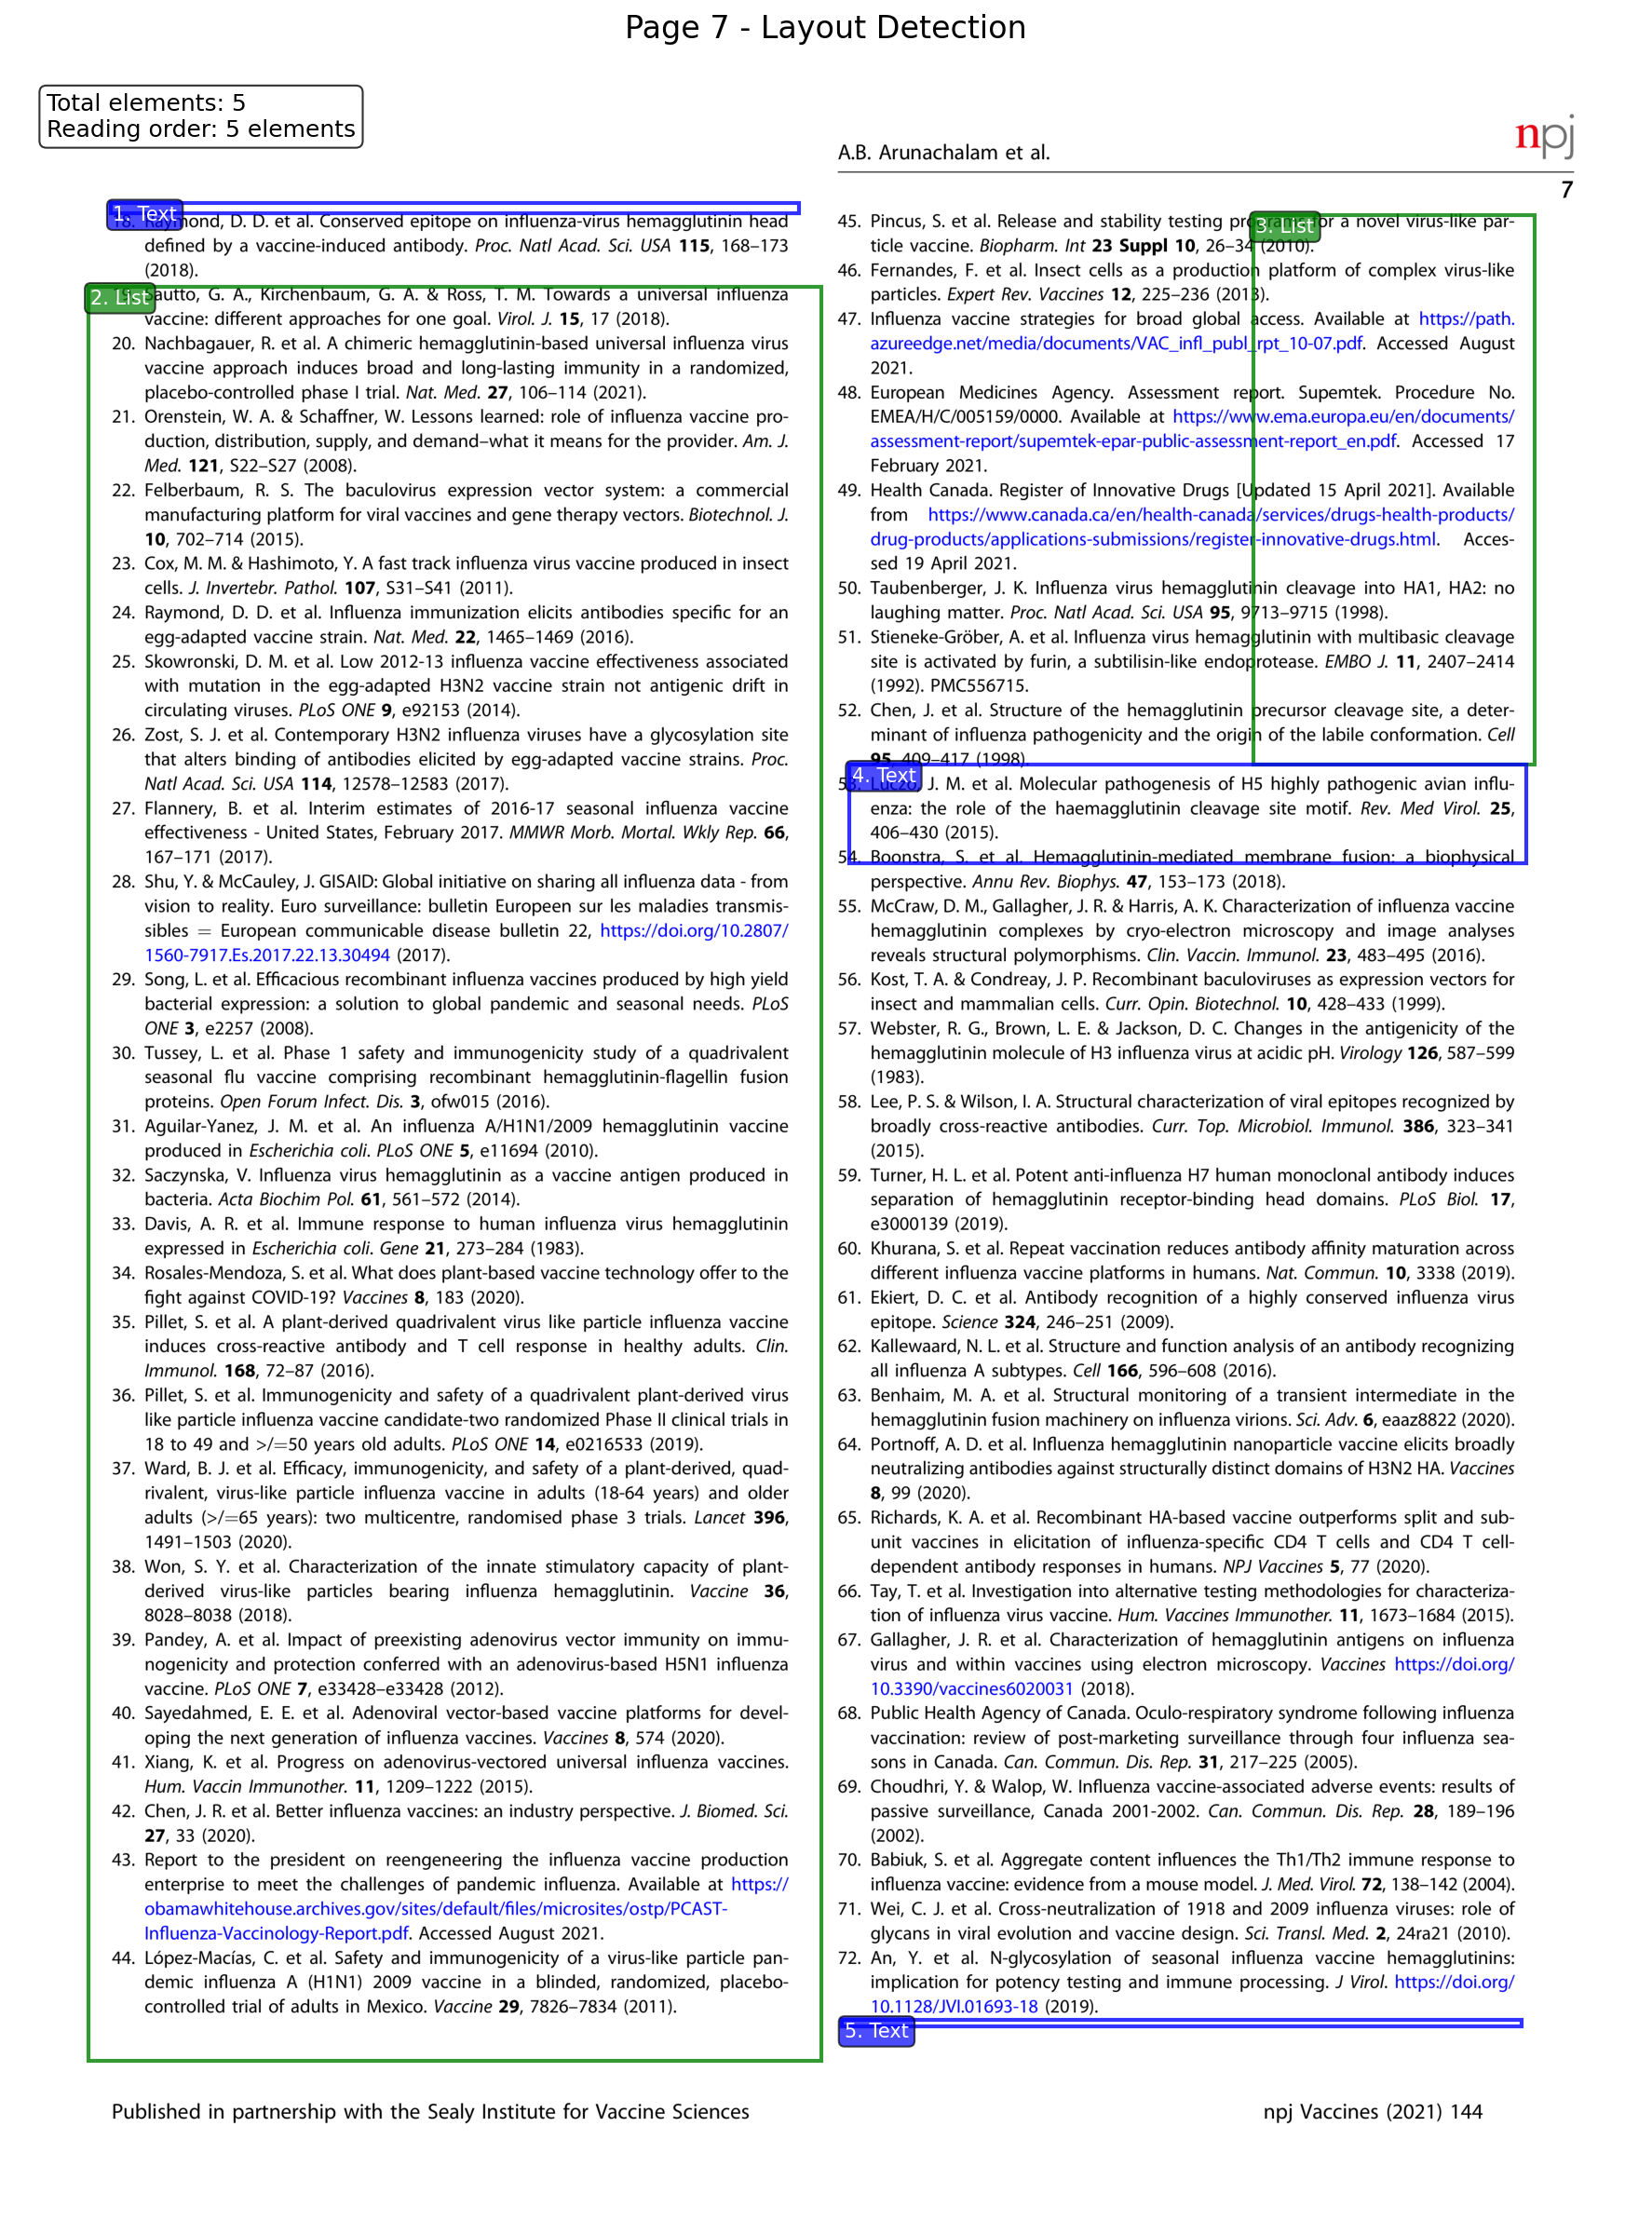 Page 7 - Layout Detection
Total elements: 5
Reading order: 5 elements
A.B. Arunachalam et al.
npj
7
1. Text
18. Raymond, D. D. et al. Conserved epitope on influenza-virus hemagglutinin head
defined by a vaccine-induced antibody. Proc. Natl Acad. Sci. USA 115, 168–173
(2018).
2. List
19. Sautto, G. A., Kirchenbaum, G. A. & Ross, T. M. Towards a universal influenza
vaccine: different approaches for one goal. Virol. J. 15, 17 (2018).
20. Nachbagauer, R. et al. A chimeric hemagglutinin-based universal influenza virus
vaccine approach induces broad and long-lasting immunity in a randomized,
placebo-controlled phase I trial. Nat. Med. 27, 106–114 (2021).
21. Orenstein, W. A. & Schaffner, W. Lessons learned: role of influenza vaccine pro-
duction, distribution, supply, and demand–what it means for the provider. Am. J.
Med. 121, S22–S27 (2008).
22. Felberbaum, R. S. The baculovirus expression vector system: a commercial
manufacturing platform for viral vaccines and gene therapy vectors. Biotechnol. J.
10, 702–714 (2015).
23. Cox, M. M. & Hashimoto, Y. A fast track influenza virus vaccine produced in insect
cells. J. Invertebr. Pathol. 107, S31–S41 (2011).
24. Raymond, D. D. et al. Influenza immunization elicits antibodies specific for an
egg-adapted vaccine strain. Nat. Med. 22, 1465–1469 (2016).
25. Skowronski, D. M. et al. Low 2012-13 influenza vaccine effectiveness associated
with mutation in the egg-adapted H3N2 vaccine strain not antigenic drift in
circulating viruses. PLoS ONE 9, e92153 (2014).
26. Zost, S. J. et al. Contemporary H3N2 influenza viruses have a glycosylation site
that alters binding of antibodies elicited by egg-adapted vaccine strains. Proc.
Natl Acad. Sci. USA 114, 12578–12583 (2017).
27. Flannery, B. et al. Interim estimates of 2016-17 seasonal influenza vaccine
effectiveness - United States, February 2017. MMWR Morb. Mortal. Wkly Rep. 66,
167–171 (2017).
28. Shu, Y. & McCauley, J. GISAID: Global initiative on sharing all influenza data - from
vision to reality. Euro surveillance: bulletin Europeen sur les maladies transmis-
sibles = European communicable disease bulletin 22, https://doi.org/10.2807/
1560-7917.Es.2017.22.13.30494 (2017).
29. Song, L. et al. Efficacious recombinant influenza vaccines produced by high yield
bacterial expression: a solution to global pandemic and seasonal needs. PLoS
ONE 3, e2257 (2008).
30. Tussey, L. et al. Phase 1 safety and immunogenicity study of a quadrivalent
seasonal flu vaccine comprising recombinant hemagglutinin-flagellin fusion
proteins. Open Forum Infect. Dis. 3, ofw015 (2016).
31. Aguilar-Yanez, J. M. et al. An influenza A/H1N1/2009 hemagglutinin vaccine
produced in Escherichia coli. PLoS ONE 5, e11694 (2010).
32. Saczynska, V. Influenza virus hemagglutinin as a vaccine antigen produced in
bacteria. Acta Biochim Pol. 61, 561–572 (2014).
33. Davis, A. R. et al. Immune response to human influenza virus hemagglutinin
expressed in Escherichia coli. Gene 21, 273–284 (1983).
34. Rosales-Mendoza, S. et al. What does plant-based vaccine technology offer to the
fight against COVID-19? Vaccines 8, 183 (2020).
35. Pillet, S. et al. A plant-derived quadrivalent virus like particle influenza vaccine
induces cross-reactive antibody and T cell response in healthy adults. Clin.
Immunol. 168, 72–87 (2016).
36. Pillet, S. et al. Immunogenicity and safety of a quadrivalent plant-derived virus
like particle influenza vaccine candidate-two randomized Phase II clinical trials in
18 to 49 and >/=50 years old adults. PLoS ONE 14, e0216533 (2019).
37. Ward, B. J. et al. Efficacy, immunogenicity, and safety of a plant-derived, quad-
rivalent, virus-like particle influenza vaccine in adults (18-64 years) and older
adults (>/=65 years): two multicentre, randomised phase 3 trials. Lancet 396,
1491–1503 (2020).
38. Won, S. Y. et al. Characterization of the innate stimulatory capacity of plant-
derived virus-like particles bearing influenza hemagglutinin. Vaccine 36,
8028–8038 (2018).
39. Pandey, A. et al. Impact of preexisting adenovirus vector immunity on immu-
nogenicity and protection conferred with an adenovirus-based H5N1 influenza
vaccine. PLoS ONE 7, e33428–e33428 (2012).
40. Sayedahmed, E. E. et al. Adenoviral vector-based vaccine platforms for devel-
oping the next generation of influenza vaccines. Vaccines 8, 574 (2020).
41. Xiang, K. et al. Progress on adenovirus-vectored universal influenza vaccines.
Hum. Vaccin Immunother. 11, 1209–1222 (2015).
42. Chen, J. R. et al. Better influenza vaccines: an industry perspective. J. Biomed. Sci.
27, 33 (2020).
43. Report to the president on reengeneering the influenza vaccine production
enterprise to meet the challenges of pandemic influenza. Available at https://
obamawhitehouse.archives.gov/sites/default/files/microsites/ostp/PCAST-
Influenza-Vaccinology-Report.pdf. Accessed August 2021.
44. López-Macías, C. et al. Safety and immunogenicity of a virus-like particle pan-
demic influenza A (H1N1) 2009 vaccine in a blinded, randomized, placebo-
controlled trial of adults in Mexico. Vaccine 29, 7826–7834 (2011).
3. List
45. Pincus, S. et al. Release and stability testing programs for a novel virus-like par-
ticle vaccine. Biopharm. Int 23 Suppl 10, 26–34 (2010).
46. Fernandes, F. et al. Insect cells as a production platform of complex virus-like
particles. Expert Rev. Vaccines 12, 225–236 (2013).
47. Influenza vaccine strategies for broad global access. Available at https://path.
azureedge.net/media/documents/VAC_infl_publ_rpt_10-07.pdf. Accessed August
2021.
48. European Medicines Agency. Assessment report. Supemtek. Procedure No.
EMEA/H/C/005159/0000. Available at https://www.ema.europa.eu/en/documents/
assessment-report/supemtek-epar-public-assessment-report_en.pdf. Accessed 17
February 2021.
49. Health Canada. Register of Innovative Drugs [Updated 15 April 2021]. Available
from https://www.canada.ca/en/health-canada/services/drugs-health-products/
drug-products/applications-submissions/register-innovative-drugs.html. Acces-
sed 19 April 2021.
50. Taubenberger, J. K. Influenza virus hemagglutinin cleavage into HA1, HA2: no
laughing matter. Proc. Natl Acad. Sci. USA 95, 9713–9715 (1998).
51. Stieneke-Gröber, A. et al. Influenza virus hemagglutinin with multibasic cleavage
site is activated by furin, a subtilisin-like endoprotease. EMBO J. 11, 2407–2414
(1992). PMC556715.
52. Chen, J. et al. Structure of the hemagglutinin precursor cleavage site, a deter-
minant of influenza pathogenicity and the origin of the labile conformation. Cell
95, 409–417 (1998).
4. Text
53. Luczo, J. M. et al. Molecular pathogenesis of H5 highly pathogenic avian influ-
enza: the role of the haemagglutinin cleavage site motif. Rev. Med Virol. 25,
406–430 (2015).
54. Boonstra, S. et al. Hemagglutinin-mediated membrane fusion: a biophysical
perspective. Annu Rev. Biophys. 47, 153–173 (2018).
55. McCraw, D. M., Gallagher, J. R. & Harris, A. K. Characterization of influenza vaccine
hemagglutinin complexes by cryo-electron microscopy and image analyses
reveals structural polymorphisms. Clin. Vaccin. Immunol. 23, 483–495 (2016).
56. Kost, T. A. & Condreay, J. P. Recombinant baculoviruses as expression vectors for
insect and mammalian cells. Curr. Opin. Biotechnol. 10, 428–433 (1999).
57. Webster, R. G., Brown, L. E. & Jackson, D. C. Changes in the antigenicity of the
hemagglutinin molecule of H3 influenza virus at acidic pH. Virology 126, 587–599
(1983).
58. Lee, P. S. & Wilson, I. A. Structural characterization of viral epitopes recognized by
broadly cross-reactive antibodies. Curr. Top. Microbiol. Immunol. 386, 323–341
(2015).
59. Turner, H. L. et al. Potent anti-influenza H7 human monoclonal antibody induces
separation of hemagglutinin receptor-binding head domains. PLoS Biol. 17,
e3000139 (2019).
60. Khurana, S. et al. Repeat vaccination reduces antibody affinity maturation across
different influenza vaccine platforms in humans. Nat. Commun. 10, 3338 (2019).
61. Ekiert, D. C. et al. Antibody recognition of a highly conserved influenza virus
epitope. Science 324, 246–251 (2009).
62. Kallewaard, N. L. et al. Structure and function analysis of an antibody recognizing
all influenza A subtypes. Cell 166, 596–608 (2016).
63. Benhaim, M. A. et al. Structural monitoring of a transient intermediate in the
hemagglutinin fusion machinery on influenza virions. Sci. Adv. 6, eaaz8822 (2020).
64. Portnoff, A. D. et al. Influenza hemagglutinin nanoparticle vaccine elicits broadly
neutralizing antibodies against structurally distinct domains of H3N2 HA. Vaccines
8, 99 (2020).
65. Richards, K. A. et al. Recombinant HA-based vaccine outperforms split and sub-
unit vaccines in elicitation of influenza-specific CD4 T cells and CD4 T cell-
dependent antibody responses in humans. NPJ Vaccines 5, 77 (2020).
66. Tay, T. et al. Investigation into alternative testing methodologies for characteriza-
tion of influenza virus vaccine. Hum. Vaccines Immunother. 11, 1673–1684 (2015).
67. Gallagher, J. R. et al. Characterization of hemagglutinin antigens on influenza
virus and within vaccines using electron microscopy. Vaccines https://doi.org/
10.3390/vaccines6020031 (2018).
68. Public Health Agency of Canada. Oculo-respiratory syndrome following influenza
vaccination: review of post-marketing surveillance through four influenza sea-
sons in Canada. Can. Commun. Dis. Rep. 31, 217–225 (2005).
69. Choudhri, Y. & Walop, W. Influenza vaccine-associated adverse events: results of
passive surveillance, Canada 2001-2002. Can. Commun. Dis. Rep. 28, 189–196
(2002).
70. Babiuk, S. et al. Aggregate content influences the Th1/Th2 immune response to
influenza vaccine: evidence from a mouse model. J. Med. Virol. 72, 138–142 (2004).
71. Wei, C. J. et al. Cross-neutralization of 1918 and 2009 influenza viruses: role of
glycans in viral evolution and vaccine design. Sci. Transl. Med. 2, 24ra21 (2010).
72. An, Y. et al. N-glycosylation of seasonal influenza vaccine hemagglutinins:
implication for potency testing and immune processing. J Virol. https://doi.org/
10.1128/JVI.01693-18 (2019).
5. Text
Published in partnership with the Sealy Institute for Vaccine Sciences
npj Vaccines (2021) 144